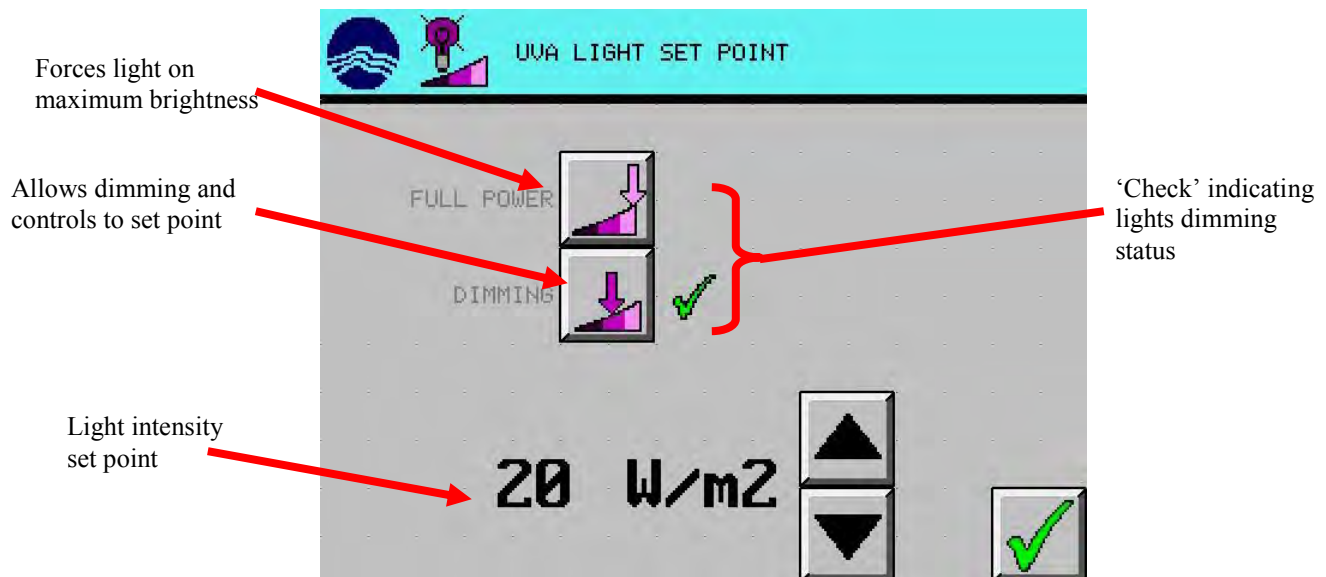 UVA LIGHT SET POINT
Forces light on
maximum brightness
FULL POWER
Allows dimming and
controls to set point
‘Check’ indicating
lights dimming
status
DIMMING
Light intensity
set point
20 W/m2